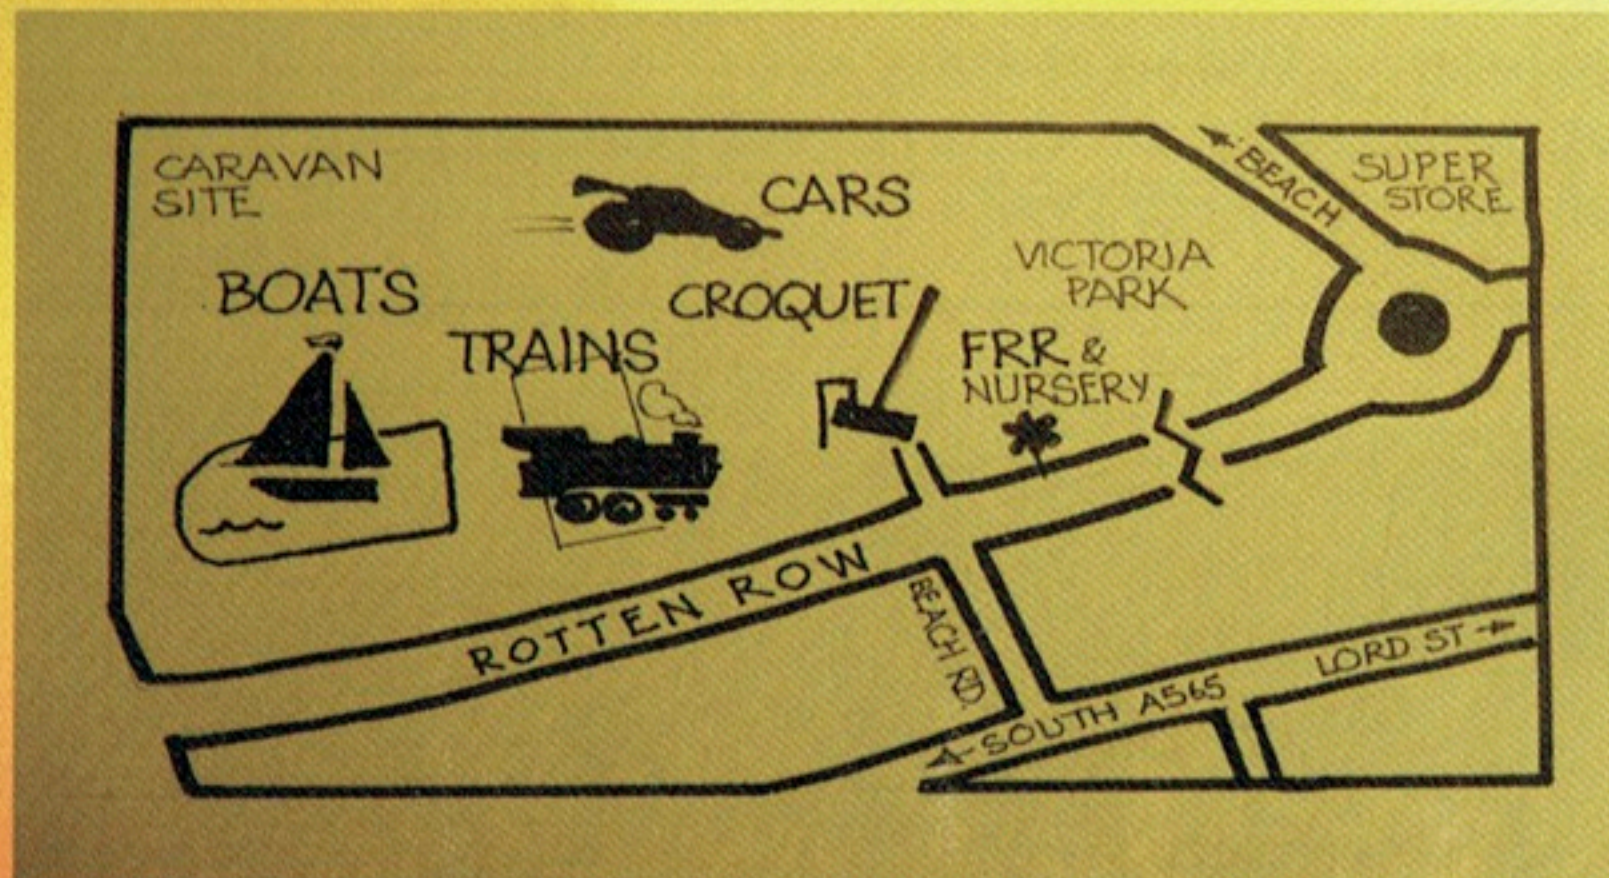 CARAVAN
SITE
CARS
BEACH
SUPER
STORE
BOATS
TRAINS
CROQUET
VICTORIA
PARK
FRR &
NURSERY
ROTTEN ROW
BEACH RD.
SOUTH A565
LORD ST